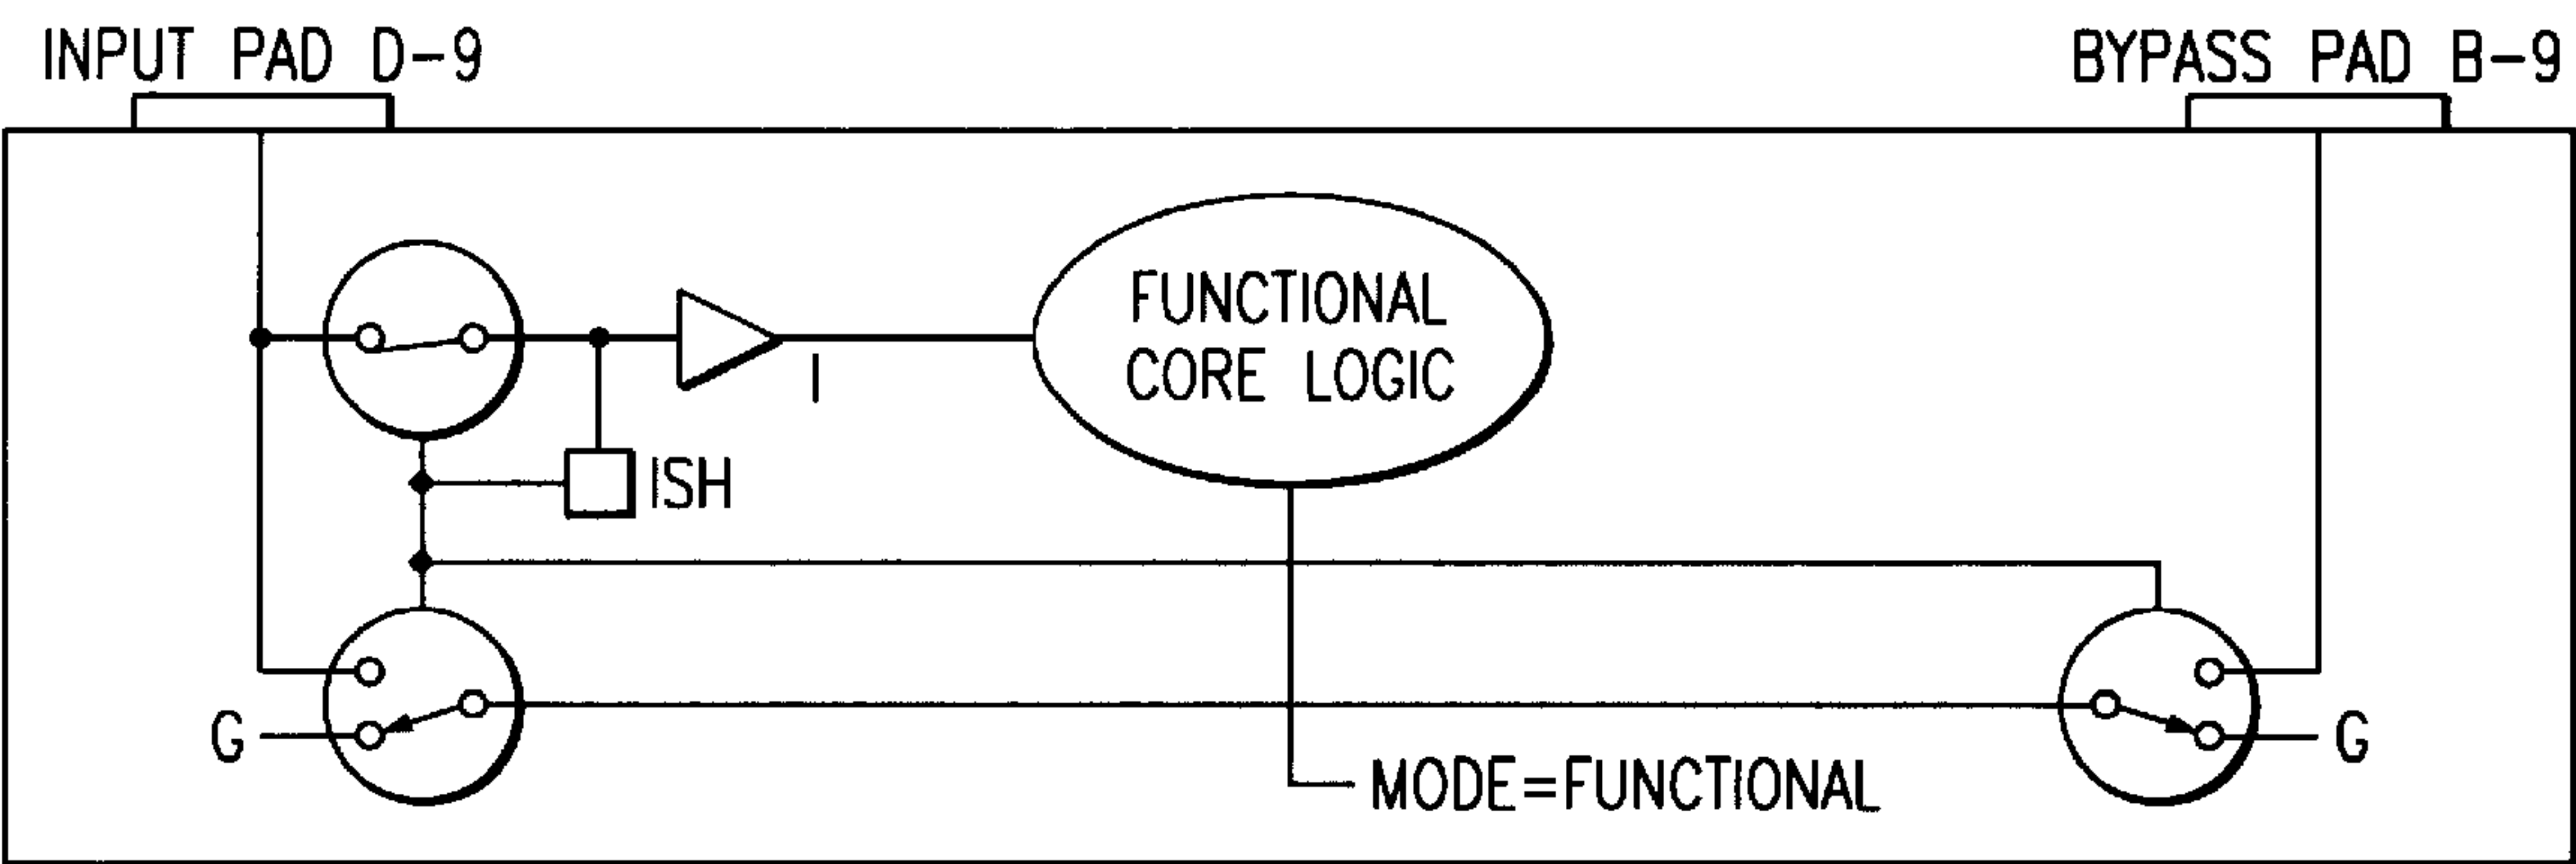 INPUT PAD D-9
BYPASS PAD B-9
FUNCTIONAL
CORE LOGIC
I
ISH
G
G
MODE=FUNCTIONAL